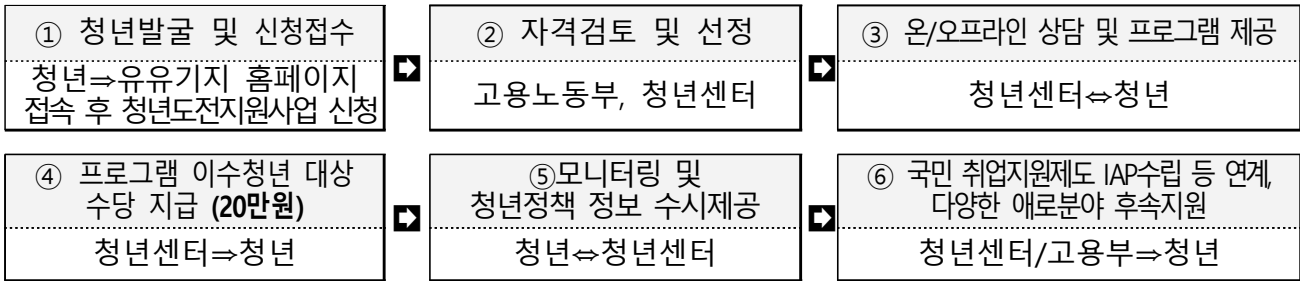 ① 청년발굴 및 신청접수
청년⇒유유기지 홈페이지
접속 후 청년도전지원사업 신청
② 자격검토 및 선정
고용노동부, 청년센터
③ 온/오프라인 상담 및 프로그램 제공
청년센터⇔청년
④ 프로그램 이수청년 대상
수당 지급 (20만원)
청년센터⇒청년
⑤모니터링 및
청년정책 정보 수시제공
청년⇔청년센터
⑥ 국민 취업지원제도 IAP수립 등 연계,
다양한 애로분야 후속지원
청년센터/고용부⇒청년